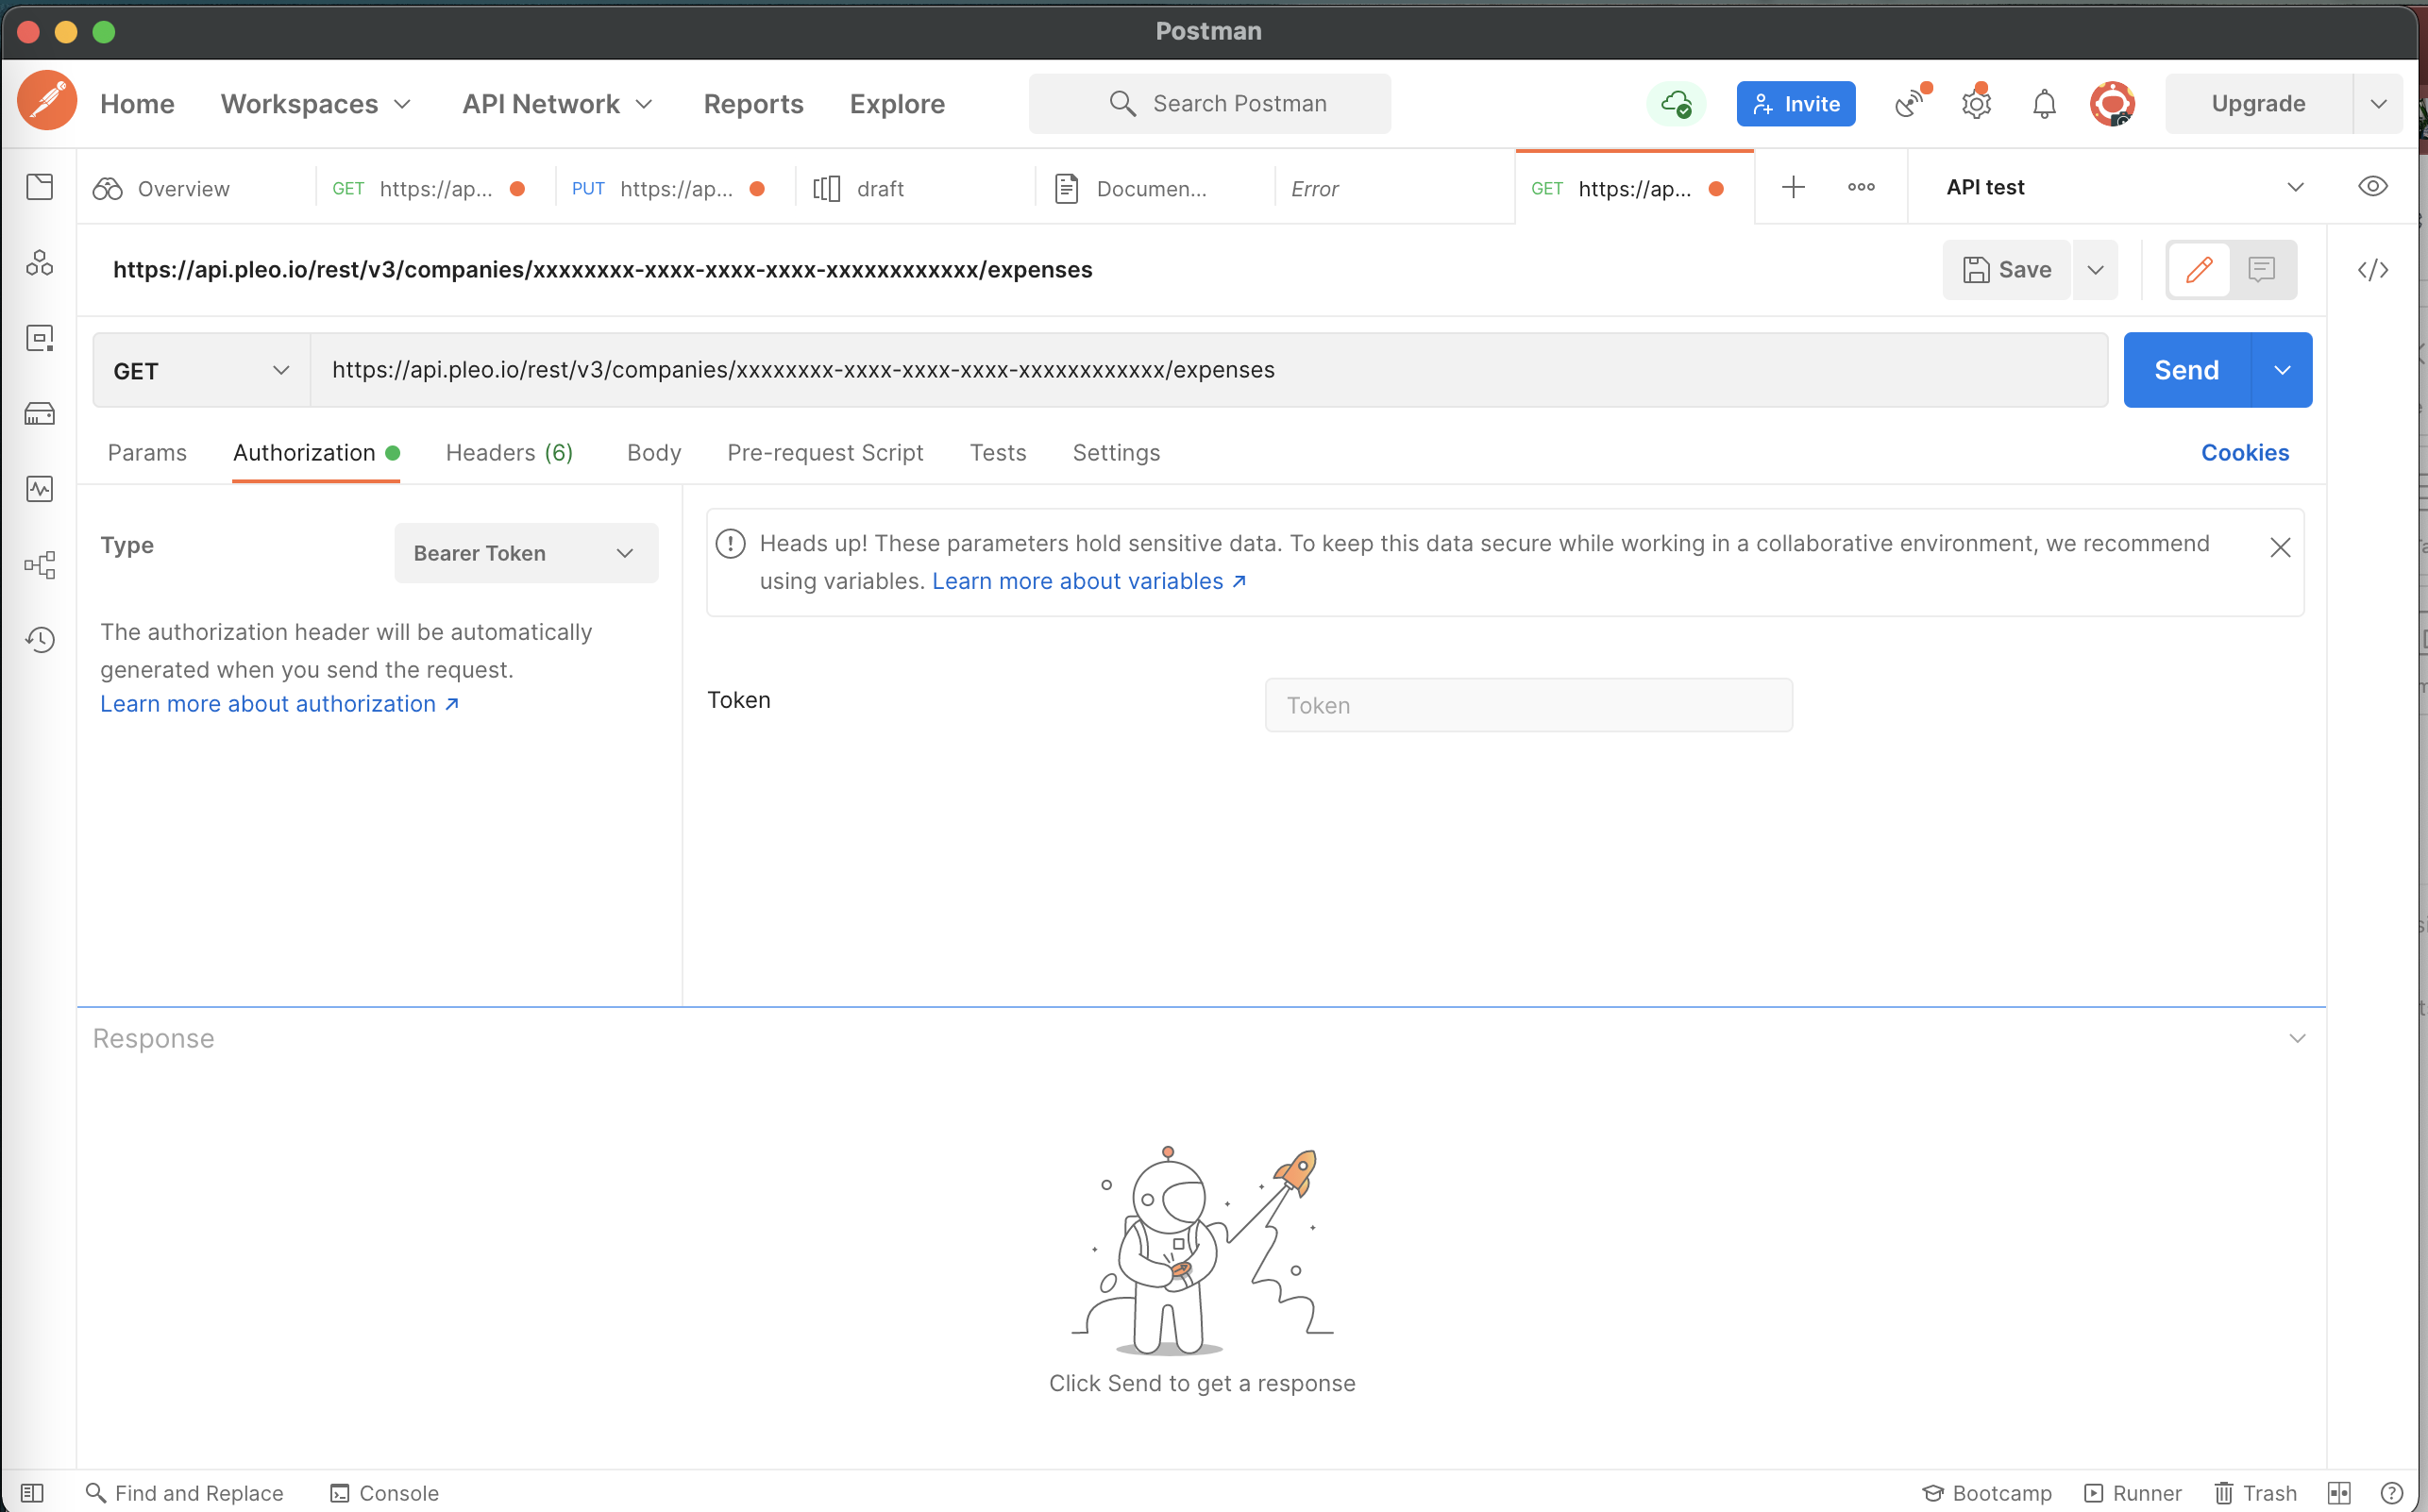 Postman
Home Workspaces API Network Reports Explore Search Postman Invite Upgrade
Overview GET https://ap... PUT https://ap... draft Documen... Error GET https://ap... API test
https://api.pleo.io/rest/v3/companies/xxxxxxxx-xxxx-xxxx-xxxx-xxxxxxxxxxxx/expenses Save
GET https://api.pleo.io/rest/v3/companies/xxxxxxxx-xxxx-xxxx-xxxx-xxxxxxxxxxxx/expenses Send
Params Authorization Headers (6) Body Pre-request Script Tests Settings Cookies
Type Bearer Token
The authorization header will be automatically
generated when you send the request.
Learn more about authorization ↗
Heads up! These parameters hold sensitive data. To keep this data secure while working in a collaborative environment, we recommend
using variables. Learn more about variables ↗
Token Token
Response
Click Send to get a response
Find and Replace Console Bootcamp Runner Trash